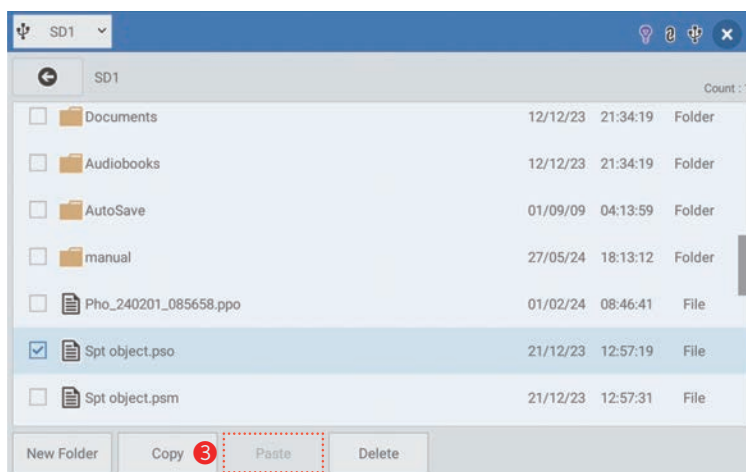 SD1
SD1
Count :
Documents 12/12/23 21:34:19 Folder
Audiobooks 12/12/23 21:34:19 Folder
AutoSave 01/09/09 04:13:59 Folder
manual 27/05/24 18:13:12 Folder
Pho_240201_085658.ppo 01/02/24 08:46:41 File
Spt object.pso 21/12/23 12:57:19 File
Spt object.psm 21/12/23 12:57:31 File
New Folder Copy 3 Paste Delete